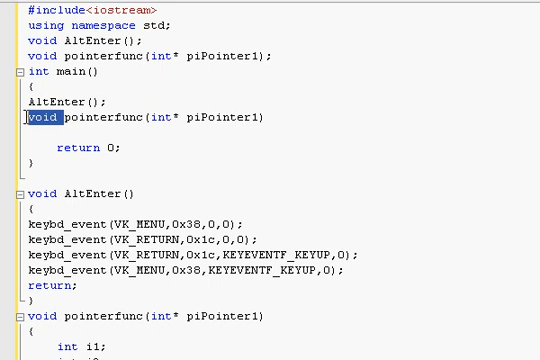 #include<iostream>
using namespace std;
void AltEnter();
void pointerfunc(int* piPointer1);
int main()
{
AltEnter();
void pointerfunc(int* piPointer1)
return 0;
}
void AltEnter()
{
keybd_event(VK_MENU,0x38,0,0);
keybd_event(VK_RETURN,0x1c,0,0);
keybd_event(VK_RETURN,0x1c,KEYEVENTF_KEYUP,0);
keybd_event(VK_MENU,0x38,KEYEVENTF_KEYUP,0);
return;
}
void pointerfunc(int* piPointer1)
{
int i1;